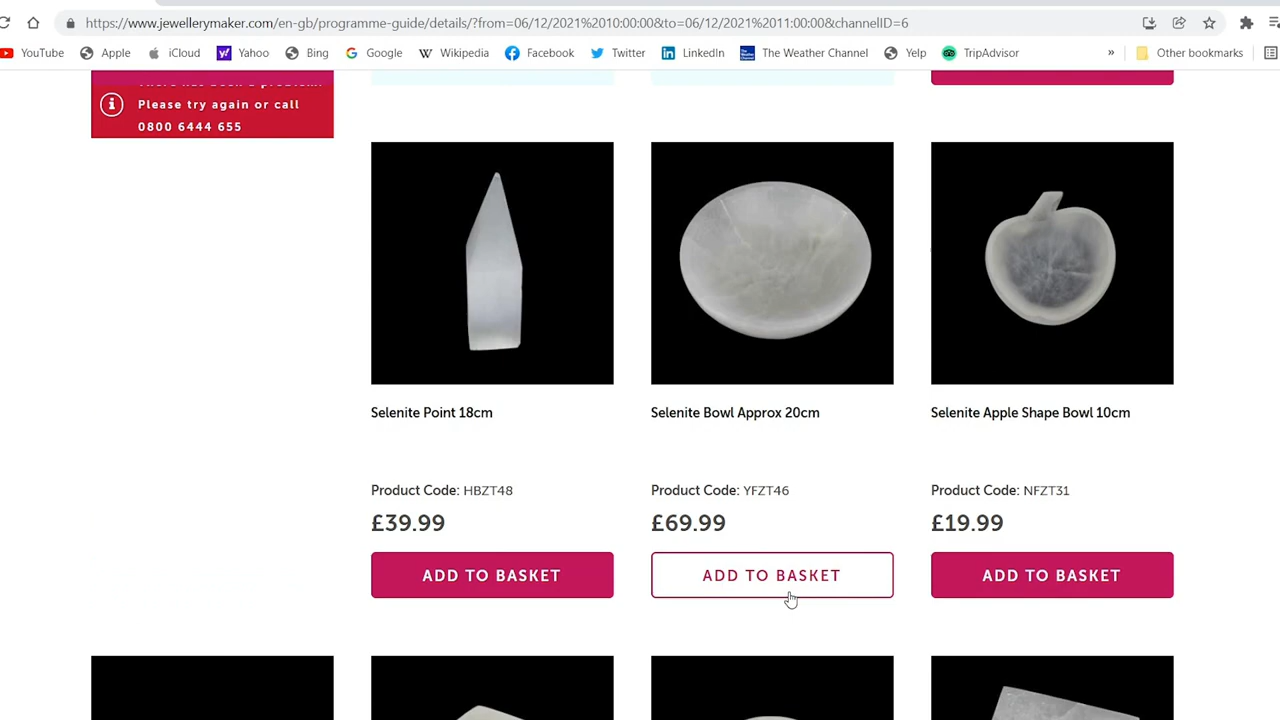 https://www.jewellerymaker.com/en-gb/programme-guide/details/?from=06/12/2021%2010:00:00&to=06/12/2021%2011:00:00&channelID=6
YouTube Apple iCloud Yahoo Bing Google Wikipedia Facebook Twitter LinkedIn The Weather Channel Yelp TripAdvisor » Other bookmarks
Please try again or call
0800 6444 655
Selenite Point 18cm
Product Code: HBZT48
£39.99
ADD TO BASKET
Selenite Bowl Approx 20cm
Product Code: YFZT46
£69.99
ADD TO BASKET
Selenite Apple Shape Bowl 10cm
Product Code: NFZT31
£19.99
ADD TO BASKET